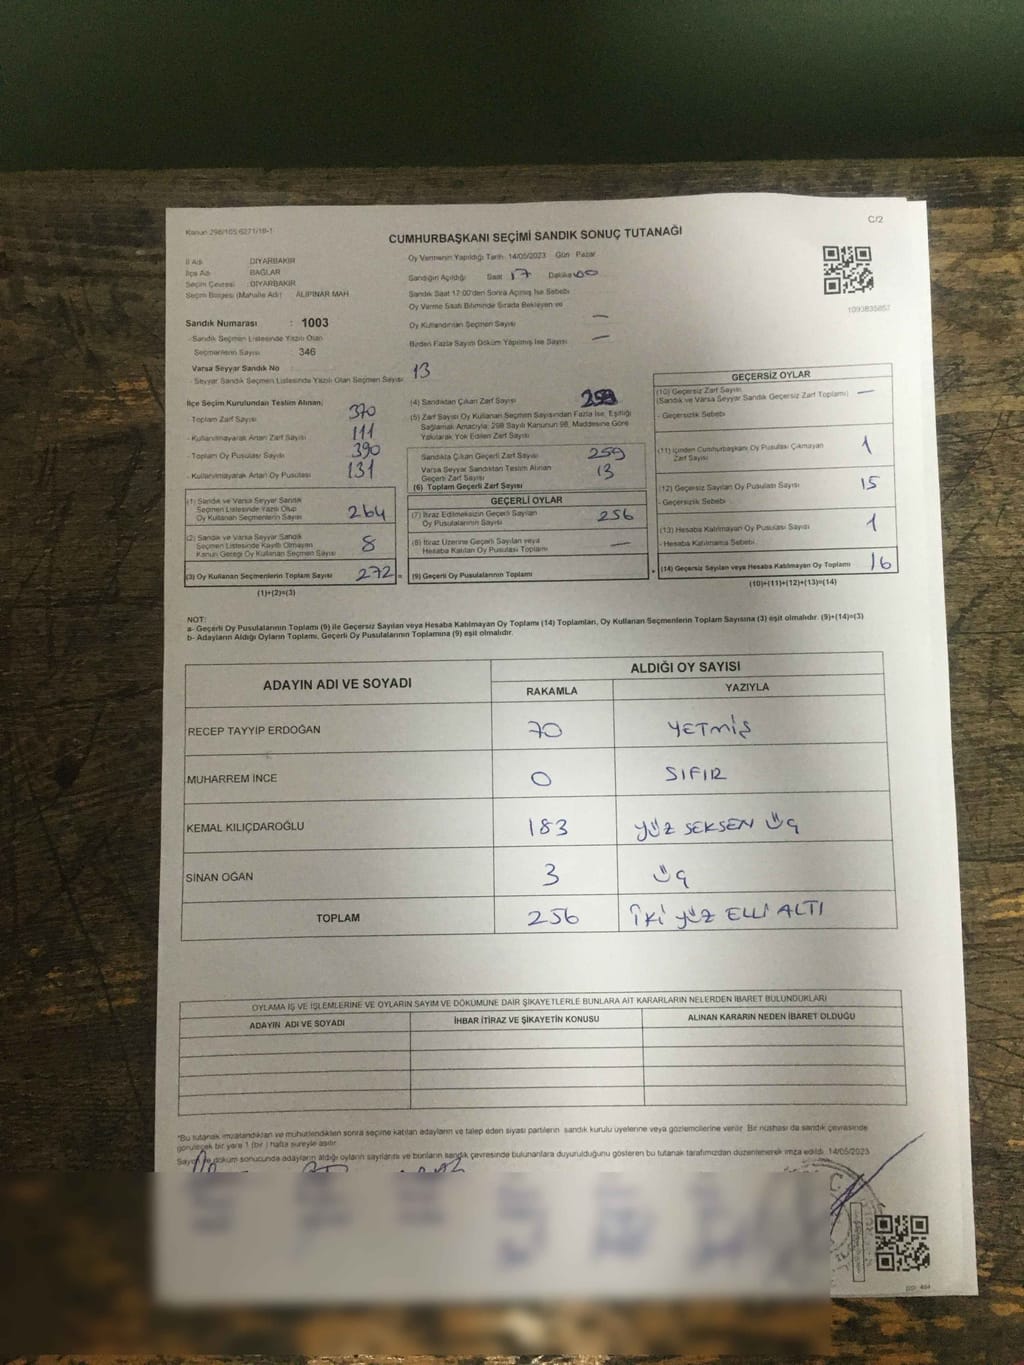 Kanun 298/105 6271/18-1
C/2
CUMHURBAŞKANI SEÇİMİ SANDIK SONUÇ TUTANAĞI
İl Adı DİYARBAKIR
İlçe Adı BAĞLAR
Seçim Çevresi : DİYARBAKIR
Seçim Bölgesi (Mahalle Adı) ALİPINAR MAH.
Sandık Numarası : 1003
Sandık Seçmen Listesinde Yazılı Olan
Seçmenlerin Sayısı 346
Varsa Seyyar Sandık No
- Seyyar Sandık Seçmen Listesinde Yazılı Olan Seçmen Sayısı 13
Oy Vermenin Yapıldığı Tarih 14/05/2023 Gün Pazar
Sandığın Açıldığı Saat 17 Dakika 00
Sandık Saat 17:00'den Sonra Açılmış İse Sebebi
Oy Verme Saati Bitiminde Sırada Bekleyen ve
Oy Kullandırılan Seçmen Sayısı —
Birden Fazla Sayım Döküm Yapılmış İse Sayısı —
İlçe Seçim Kurulundan Teslim Alınan;
- Toplam Zarf Sayısı 370
- Kullanılmayarak Artan Zarf Sayısı 111
- Toplam Oy Pusulası Sayısı 390
- Kullanılmayarak Artan Oy Pusulası 131
(1) Sandık ve Varsa Seyyar Sandık
Seçmen Listesinde Yazılı Olup
Oy Kullanan Seçmenlerin Sayısı 264
(2) Sandık ve Varsa Seyyar Sandık
Seçmen Listesinde Kayıtlı Olmayan
Kanun Gereği Oy Kullanan Seçmen Sayısı 8
(3) Oy Kullanan Seçmenlerin Toplam Sayısı 272 =
(1)+(2)=(3)
(4) Sandıktan Çıkan Zarf Sayısı 259
(5) Zarf Sayısı Oy Kullanan Seçmen Sayısından Fazla İse, Eşitliği
Sağlamak Amacıyla; 298 Sayılı Kanunun 98. Maddesine Göre
Yakılarak Yok Edilen Zarf Sayısı
Sandıkta Çıkan Geçerli Zarf Sayısı 259
Varsa Seyyar Sandıktan Teslim Alınan
Geçerli Zarf Sayısı 13
(6) Toplam Geçerli Zarf Sayısı
GEÇERLİ OYLAR
(7) İtiraz Edilmeksizin Geçerli Sayılan
Oy Pusulalarının Sayısı 256
(8) İtiraz Üzerine Geçerli Sayılan veya
Hesaba Katılan Oy Pusulası Toplamı —
(9) Geçerli Oy Pusulalarının Toplamı +
1093835857
GEÇERSİZ OYLAR
(10) Geçersiz Zarf Sayısı
(Sandık ve Varsa Seyyar Sandık Geçersiz Zarf Toplamı) —
- Geçersizlik Sebebi
(11) İçinden Cumhurbaşkanı Oy Pusulası Çıkmayan
Zarf Sayısı 1
(12) Geçersiz Sayılan Oy Pusulası Sayısı 15
- Geçersizlik Sebebi
(13) Hesaba Katılmayan Oy Pusulası Sayısı 1
- Hesaba Katılmama Sebebi
(14) Geçersiz Sayılan veya Hesaba Katılmayan Oy Toplamı 16
(10)+(11)+(12)+(13)=(14)
NOT:
a- Geçerli Oy Pusulalarının Toplamı (9) ile Geçersiz Sayılan veya Hesaba Katılmayan Oy Toplamı (14) Toplamları, Oy Kullanan Seçmenlerin Toplam Sayısına (3) eşit olmalıdır. (9)+(14)=(3)
b- Adayların Aldığı Oyların Toplamı, Geçerli Oy Pusulalarının Toplamına (9) eşit olmalıdır.
ADAYIN ADI VE SOYADI
ALDIĞI OY SAYISI
RAKAMLA YAZIYLA
RECEP TAYYİP ERDOĞAN 70 YETMİŞ
MUHARREM İNCE 0 SIFIR
KEMAL KILIÇDAROĞLU 183 YÜZ SEKSEN ÜÇ
SİNAN OĞAN 3 ÜÇ
TOPLAM 256 İKİ YÜZ ELLİ ALTI
OYLAMA İŞ VE İŞLEMLERİNE VE OYLARIN SAYIM VE DÖKÜMÜNE DAİR ŞİKAYETLERLE BUNLARA AİT KARARLARIN NELERDEN İBARET BULUNDUKLARI
ADAYIN ADI VE SOYADI
İHBAR İTİRAZ VE ŞİKAYETİN KONUSU
ALINAN KARARIN NEDEN İBARET OLDUĞU
*Bu tutanak imzalandıktan ve mühürlendikten sonra seçime katılan adayların ve talep eden siyasi partilerin sandık kurulu üyelerine veya gözlemcilerine verilir. Bir nüshası da sandık çevresinde
görülecek bir yere 1 (bir) hafta süreyle asılır.
Sayım ve döküm sonucunda adayların aldığı oyların sayılarını ve bunların sandık çevresinde bulunanlara duyurulduğunu gösteren bu tutanak tarafımızdan düzenlenerek imza edildi. 14/05/2023